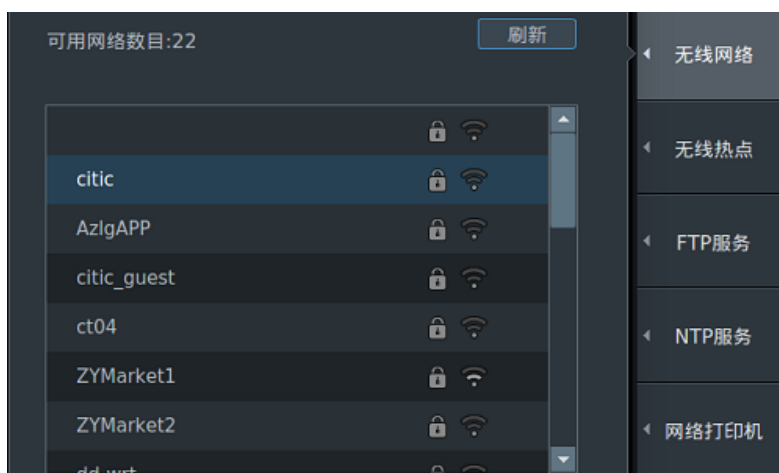 可用网络数目:22
刷新
citic
AzlgAPP
citic_guest
ct04
ZYMarket1
ZYMarket2
dd-wrt
无线网络
无线热点
FTP服务
NTP服务
网络打印机